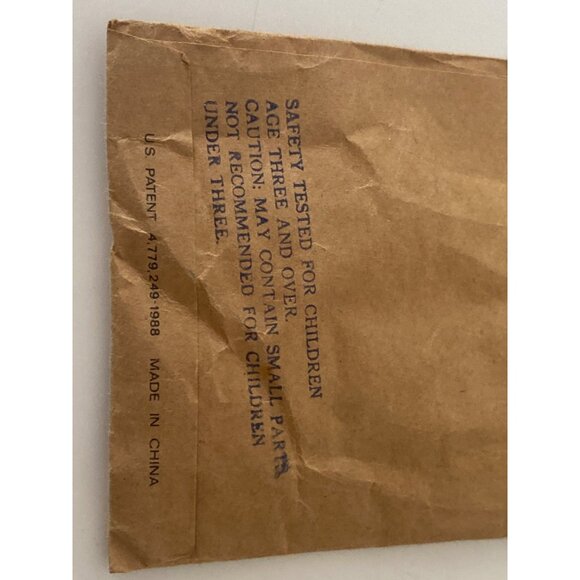 SAFETY TESTED FOR CHILDREN
AGE THREE AND OVER.
CAUTION: MAY CONTAIN SMALL PARTS
NOT RECOMMENDED FOR CHILDREN
UNDER THREE.
U.S. PATENT 4,779,249-1988 MADE IN CHINA